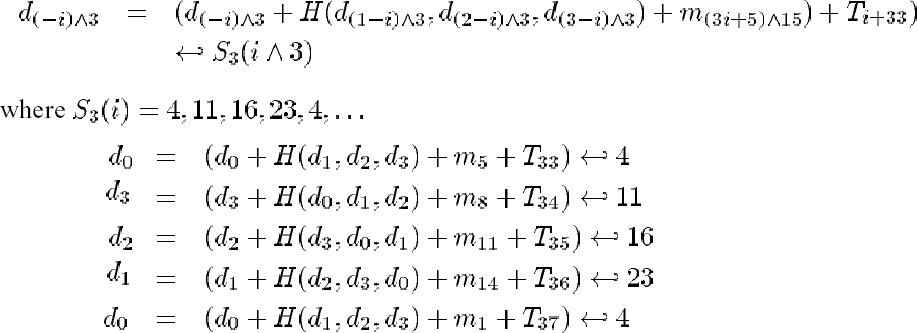 d_{(−i)∧3} = (d_{(−i)∧3} + H(d_{(1−i)∧3}, d_{(2−i)∧3}, d_{(3−i)∧3}) + m_{(3i+5)∧15}) + T_{i+33})
↩ S_3(i ∧ 3)
where S_3(i) = 4, 11, 16, 23, 4, …
d_0 = (d_0 + H(d_1, d_2, d_3) + m_5 + T_{33}) ↩ 4
d_3 = (d_3 + H(d_0, d_1, d_2) + m_8 + T_{34}) ↩ 11
d_2 = (d_2 + H(d_3, d_0, d_1) + m_{11} + T_{35}) ↩ 16
d_1 = (d_1 + H(d_2, d_3, d_0) + m_{14} + T_{36}) ↩ 23
d_0 = (d_0 + H(d_1, d_2, d_3) + m_1 + T_{37}) ↩ 4